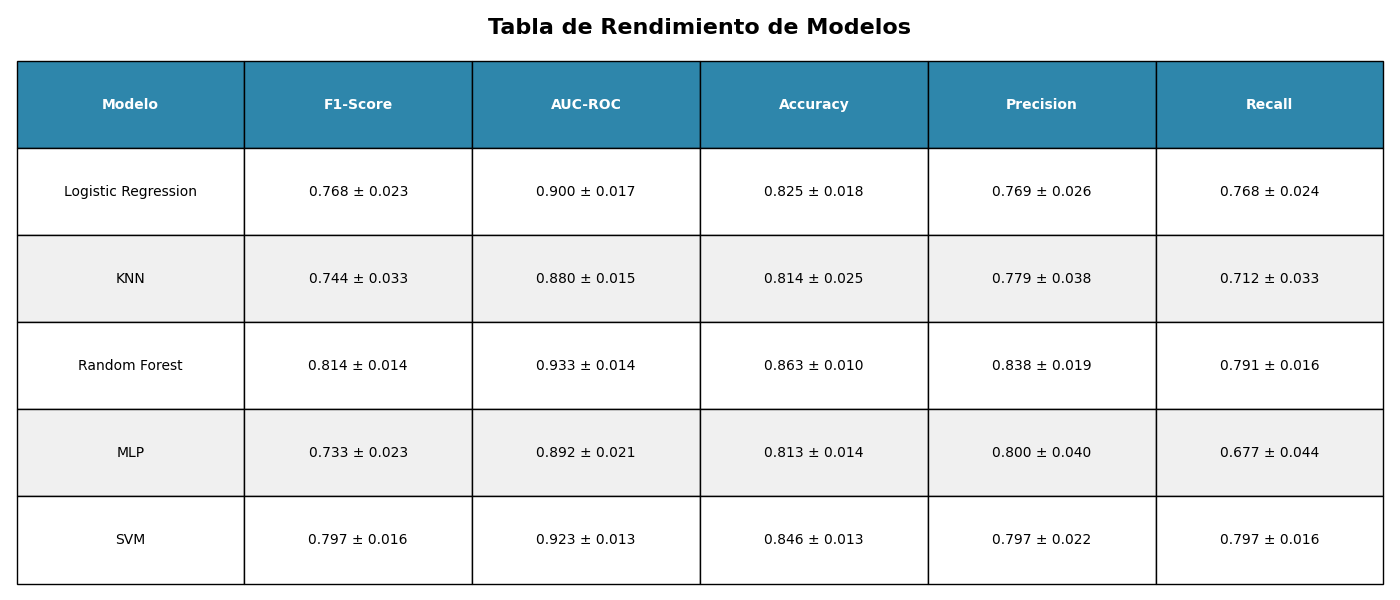 Tabla de Rendimiento de Modelos
Modelo F1-Score AUC-ROC Accuracy Precision Recall
Logistic Regression 0.768 ± 0.023 0.900 ± 0.017 0.825 ± 0.018 0.769 ± 0.026 0.768 ± 0.024
KNN 0.744 ± 0.033 0.880 ± 0.015 0.814 ± 0.025 0.779 ± 0.038 0.712 ± 0.033
Random Forest 0.814 ± 0.014 0.933 ± 0.014 0.863 ± 0.010 0.838 ± 0.019 0.791 ± 0.016
MLP 0.733 ± 0.023 0.892 ± 0.021 0.813 ± 0.014 0.800 ± 0.040 0.677 ± 0.044
SVM 0.797 ± 0.016 0.923 ± 0.013 0.846 ± 0.013 0.797 ± 0.022 0.797 ± 0.016